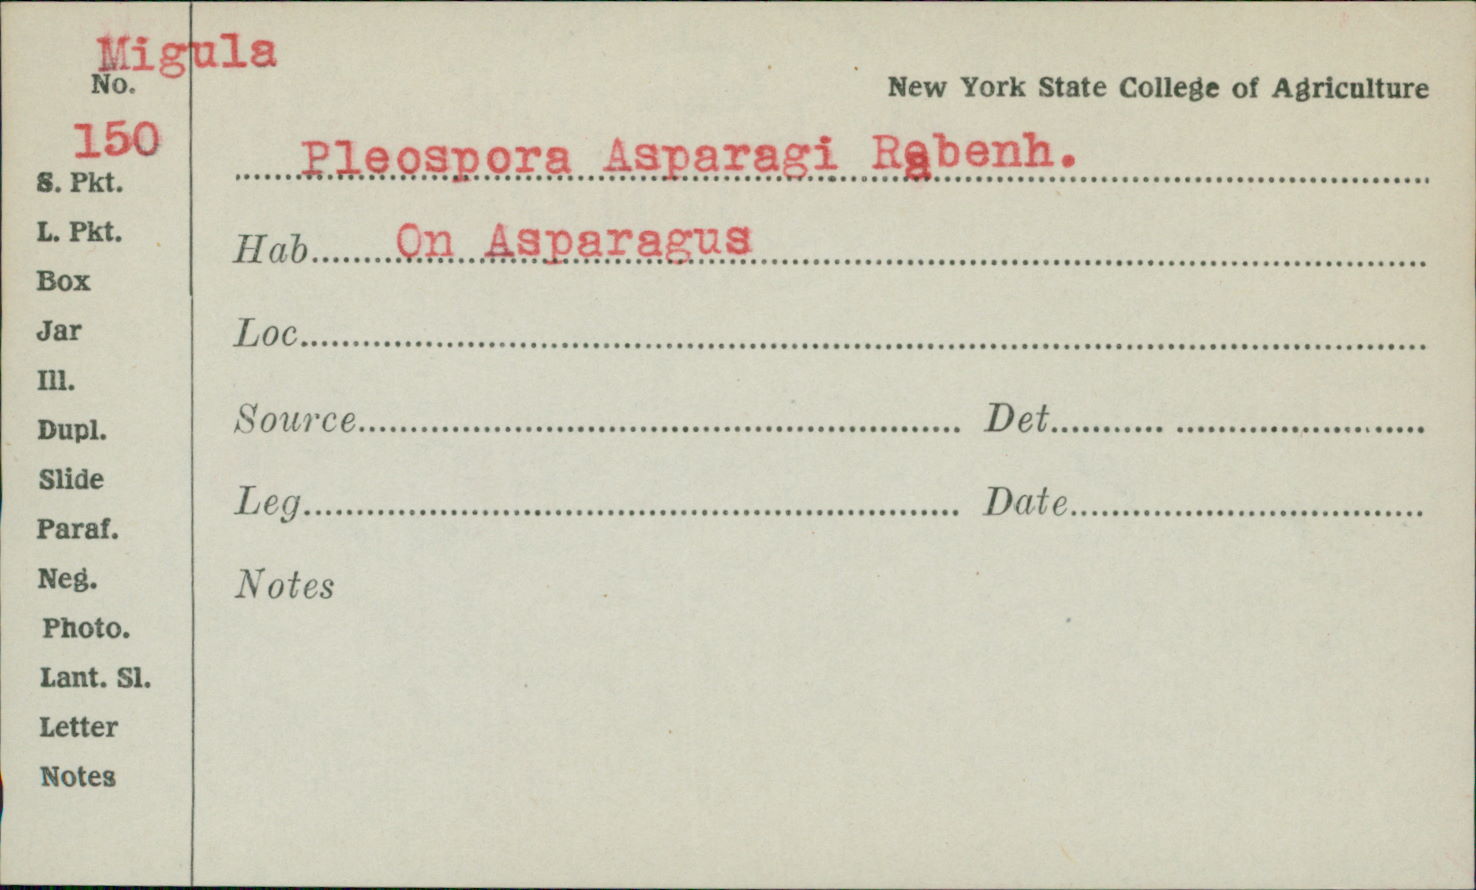 Migula
No.
New York State College of Agriculture
150
Pleospora Asparagi Rabenh.
S. Pkt.
L. Pkt.
Hab......On Asparagus
Box
Jar
Loc.
Ill.
Dupl.
Source Det.
Slide
Leg. Date
Paraf.
Neg.
Notes
Photo.
Lant. Sl.
Letter
Notes